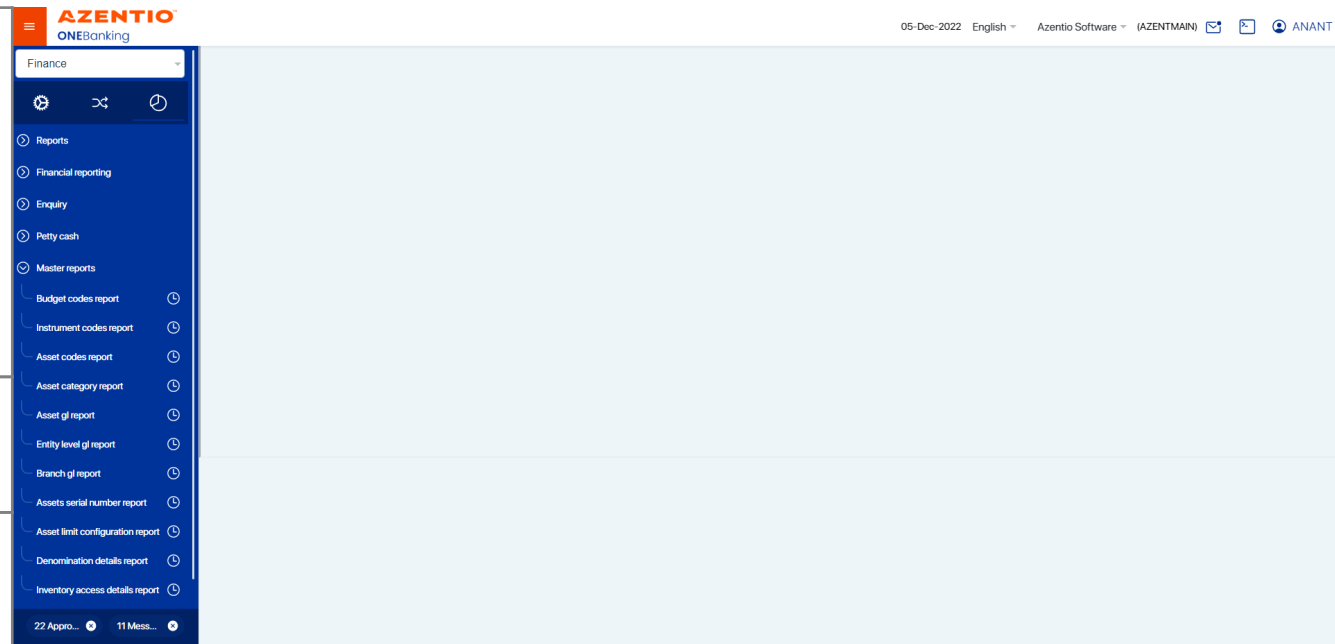 AZENTIO
ONEBanking
05-Dec-2022 English Azentio Software (AZENTMAIN) ANANT
Finance
Reports
Financial reporting
Enquiry
Petty cash
Master reports
Budget codes report
Instrument codes report
Asset codes report
Asset category report
Asset gl report
Entity level gl report
Branch gl report
Assets serial number report
Asset limit configuration report
Denomination details report
Inventory access details report
22 Appro... 11 Mess...